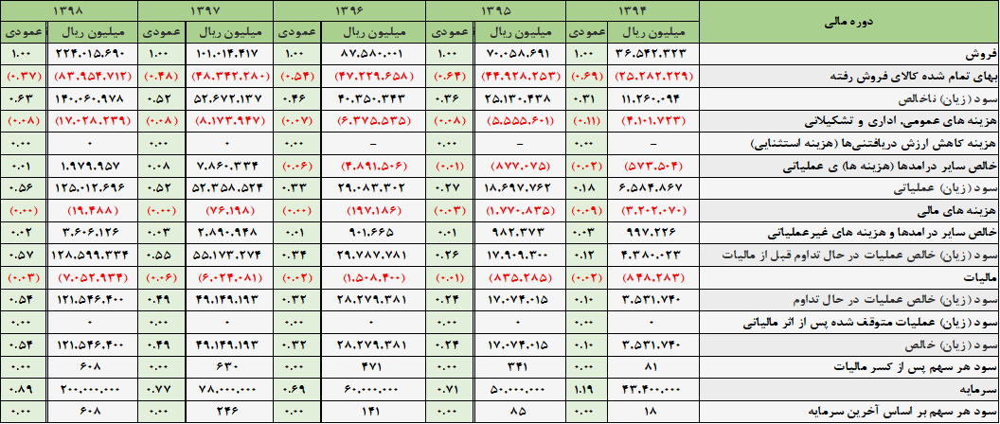 دوره مالی ۱۳۹۴ ۱۳۹۵ ۱۳۹۶ ۱۳۹۷ ۱۳۹۸
میلیون ریال عمودی میلیون ریال عمودی میلیون ریال عمودی میلیون ریال عمودی میلیون ریال عمودی
فروش ۳۶.۵۴۲.۳۲۳ ۱.۰۰ ۷۰.۰۵۸.۶۹۱ ۱.۰۰ ۸۷.۵۸۰.۰۰۱ ۱.۰۰ ۱۰۱.۰۱۴.۴۱۷ ۱.۰۰ ۲۲۴.۰۱۵.۶۹۰ ۱.۰۰
بهای تمام شده کالای فروش رفته (۲۵.۲۸۲.۲۲۹) (۰.۶۹) (۴۴.۹۲۸.۲۵۳) (۰.۶۴) (۴۷.۲۲۹.۶۵۸) (۰.۵۴) (۴۸.۳۴۲.۲۸۰) (۰.۴۸) (۸۳.۹۵۴.۷۱۲) (۰.۳۷)
سود (زیان) ناخالص ۱۱.۲۶۰.۰۹۴ ۰.۳۱ ۲۵.۱۳۰.۴۳۸ ۰.۳۶ ۴۰.۳۵۰.۳۴۳ ۰.۴۶ ۵۲.۶۷۲.۱۳۷ ۰.۵۲ ۱۴۰.۰۶۰.۹۷۸ ۰.۶۳
هزینه های عمومی, اداری و تشکیلاتی (۴.۱۰۱.۷۲۳) (۰.۱۱) (۵.۵۵۵.۶۰۱) (۰.۰۸) (۶.۳۷۵.۵۳۵) (۰.۰۷) (۸.۱۷۳.۹۴۷) (۰.۰۸) (۱۷.۰۲۸.۲۳۹) (۰.۰۸)
هزینه کاهش ارزش دریافتنی‌ها (هزینه استثنایی) – ۰.۰۰ – ۰.۰۰ – ۰.۰۰ ۰ ۰.۰۰ ۰ ۰.۰۰
خالص سایر درامدها (هزینه ها) ی عملیاتی (۵۷۳.۵۰۴) (۰.۰۲) (۸۷۷.۰۷۵) (۰.۰۱) (۴.۸۹۱.۵۰۶) (۰.۰۶) ۷.۸۶۰.۳۳۴ ۰.۰۸ ۱.۹۷۹.۹۵۷ ۰.۰۱
سود (زیان) عملیاتی ۶.۵۸۴.۸۶۷ ۰.۱۸ ۱۸.۶۹۷.۷۶۲ ۰.۲۷ ۲۹.۰۸۳.۳۰۲ ۰.۳۳ ۵۲.۳۵۸.۵۲۴ ۰.۵۲ ۱۲۵.۰۱۲.۶۹۶ ۰.۵۶
هزینه های مالی (۳.۲۰۲.۰۷۰) (۰.۰۹) (۱.۷۷۰.۸۳۵) (۰.۰۳) (۱۹۷.۱۸۶) (۰.۰۰) (۷۶.۱۹۸) (۰.۰۰) (۱۹.۴۸۸) (۰.۰۰)
خالص سایر درامدها و هزینه های غیرعملیاتی ۹۹۷.۲۲۶ ۰.۰۳ ۹۸۲.۳۷۳ ۰.۰۱ ۹۰۱.۶۶۵ ۰.۰۱ ۲.۸۹۰.۹۴۸ ۰.۰۳ ۳.۶۰۶.۱۲۶ ۰.۰۲
سود (زیان) خالص عملیات در حال تداوم قبل از مالیات ۴.۳۸۰.۰۲۳ ۰.۱۲ ۱۷.۹۰۹.۳۰۰ ۰.۲۶ ۲۹.۷۸۷.۷۸۱ ۰.۳۴ ۵۵.۱۷۳.۲۷۴ ۰.۵۵ ۱۲۸.۵۹۹.۳۳۴ ۰.۵۷
مالیات (۸۴۸.۲۸۳) (۰.۰۲) (۸۳۵.۲۸۵) (۰.۰۱) (۱.۵۰۸.۴۰۰) (۰.۰۲) (۶.۰۲۴.۰۸۱) (۰.۰۶) (۷.۰۵۲.۹۳۴) (۰.۰۳)
سود (زیان) خالص عملیات در حال تداوم ۳.۵۳۱.۷۴۰ ۰.۱۰ ۱۷.۰۷۴.۰۱۵ ۰.۲۴ ۲۸.۲۷۹.۳۸۱ ۰.۳۲ ۴۹.۱۴۹.۱۹۳ ۰.۴۹ ۱۲۱.۵۴۶.۴۰۰ ۰.۵۴
سود (زیان) عملیات متوقف شده پس از اثر مالیاتی ۰ ۰.۰۰ ۰ ۰.۰۰ ۰ ۰.۰۰ ۰ ۰.۰۰ ۰ ۰.۰۰
سود (زیان) خالص ۳.۵۳۱.۷۴۰ ۰.۱۰ ۱۷.۰۷۴.۰۱۵ ۰.۲۴ ۲۸.۲۷۹.۳۸۱ ۰.۳۲ ۴۹.۱۴۹.۱۹۳ ۰.۴۹ ۱۲۱.۵۴۶.۴۰۰ ۰.۵۴
سود هر سهم پس از کسر مالیات ۸۱ ۰.۰۰ ۳۴۱ ۰.۰۰ ۴۷۱ ۰.۰۰ ۶۳۰ ۰.۰۰ ۶۰۸ ۰.۰۰
سرمایه ۴۳.۴۰۰.۰۰۰ ۱.۱۹ ۵۰.۰۰۰.۰۰۰ ۰.۷۱ ۶۰.۰۰۰.۰۰۰ ۰.۶۹ ۷۸.۰۰۰.۰۰۰ ۰.۷۷ ۲۰۰.۰۰۰.۰۰۰ ۰.۸۹
سود هر سهم بر اساس آخرین سرمایه ۱۸ ۰.۰۰ ۸۵ ۰.۰۰ ۱۴۱ ۰.۰۰ ۲۴۶ ۰.۰۰ ۶۰۸ ۰.۰۰